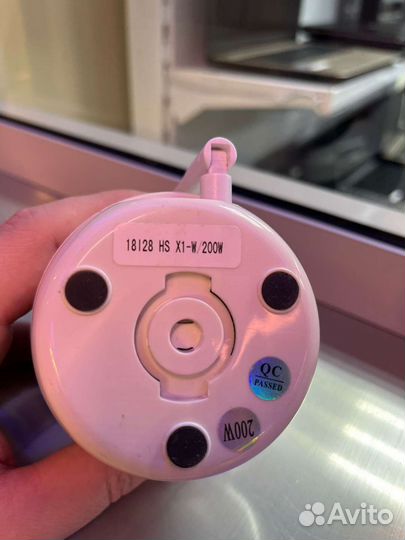 18128 HS X1-W/200W
QC
PASSED
200W
Avito